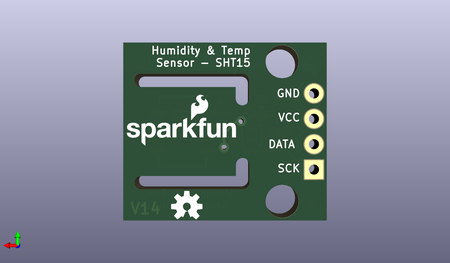 Humidity & Temp
Sensor – SHT15
GND
VCC
sparkfun
DATA
SCK
V14